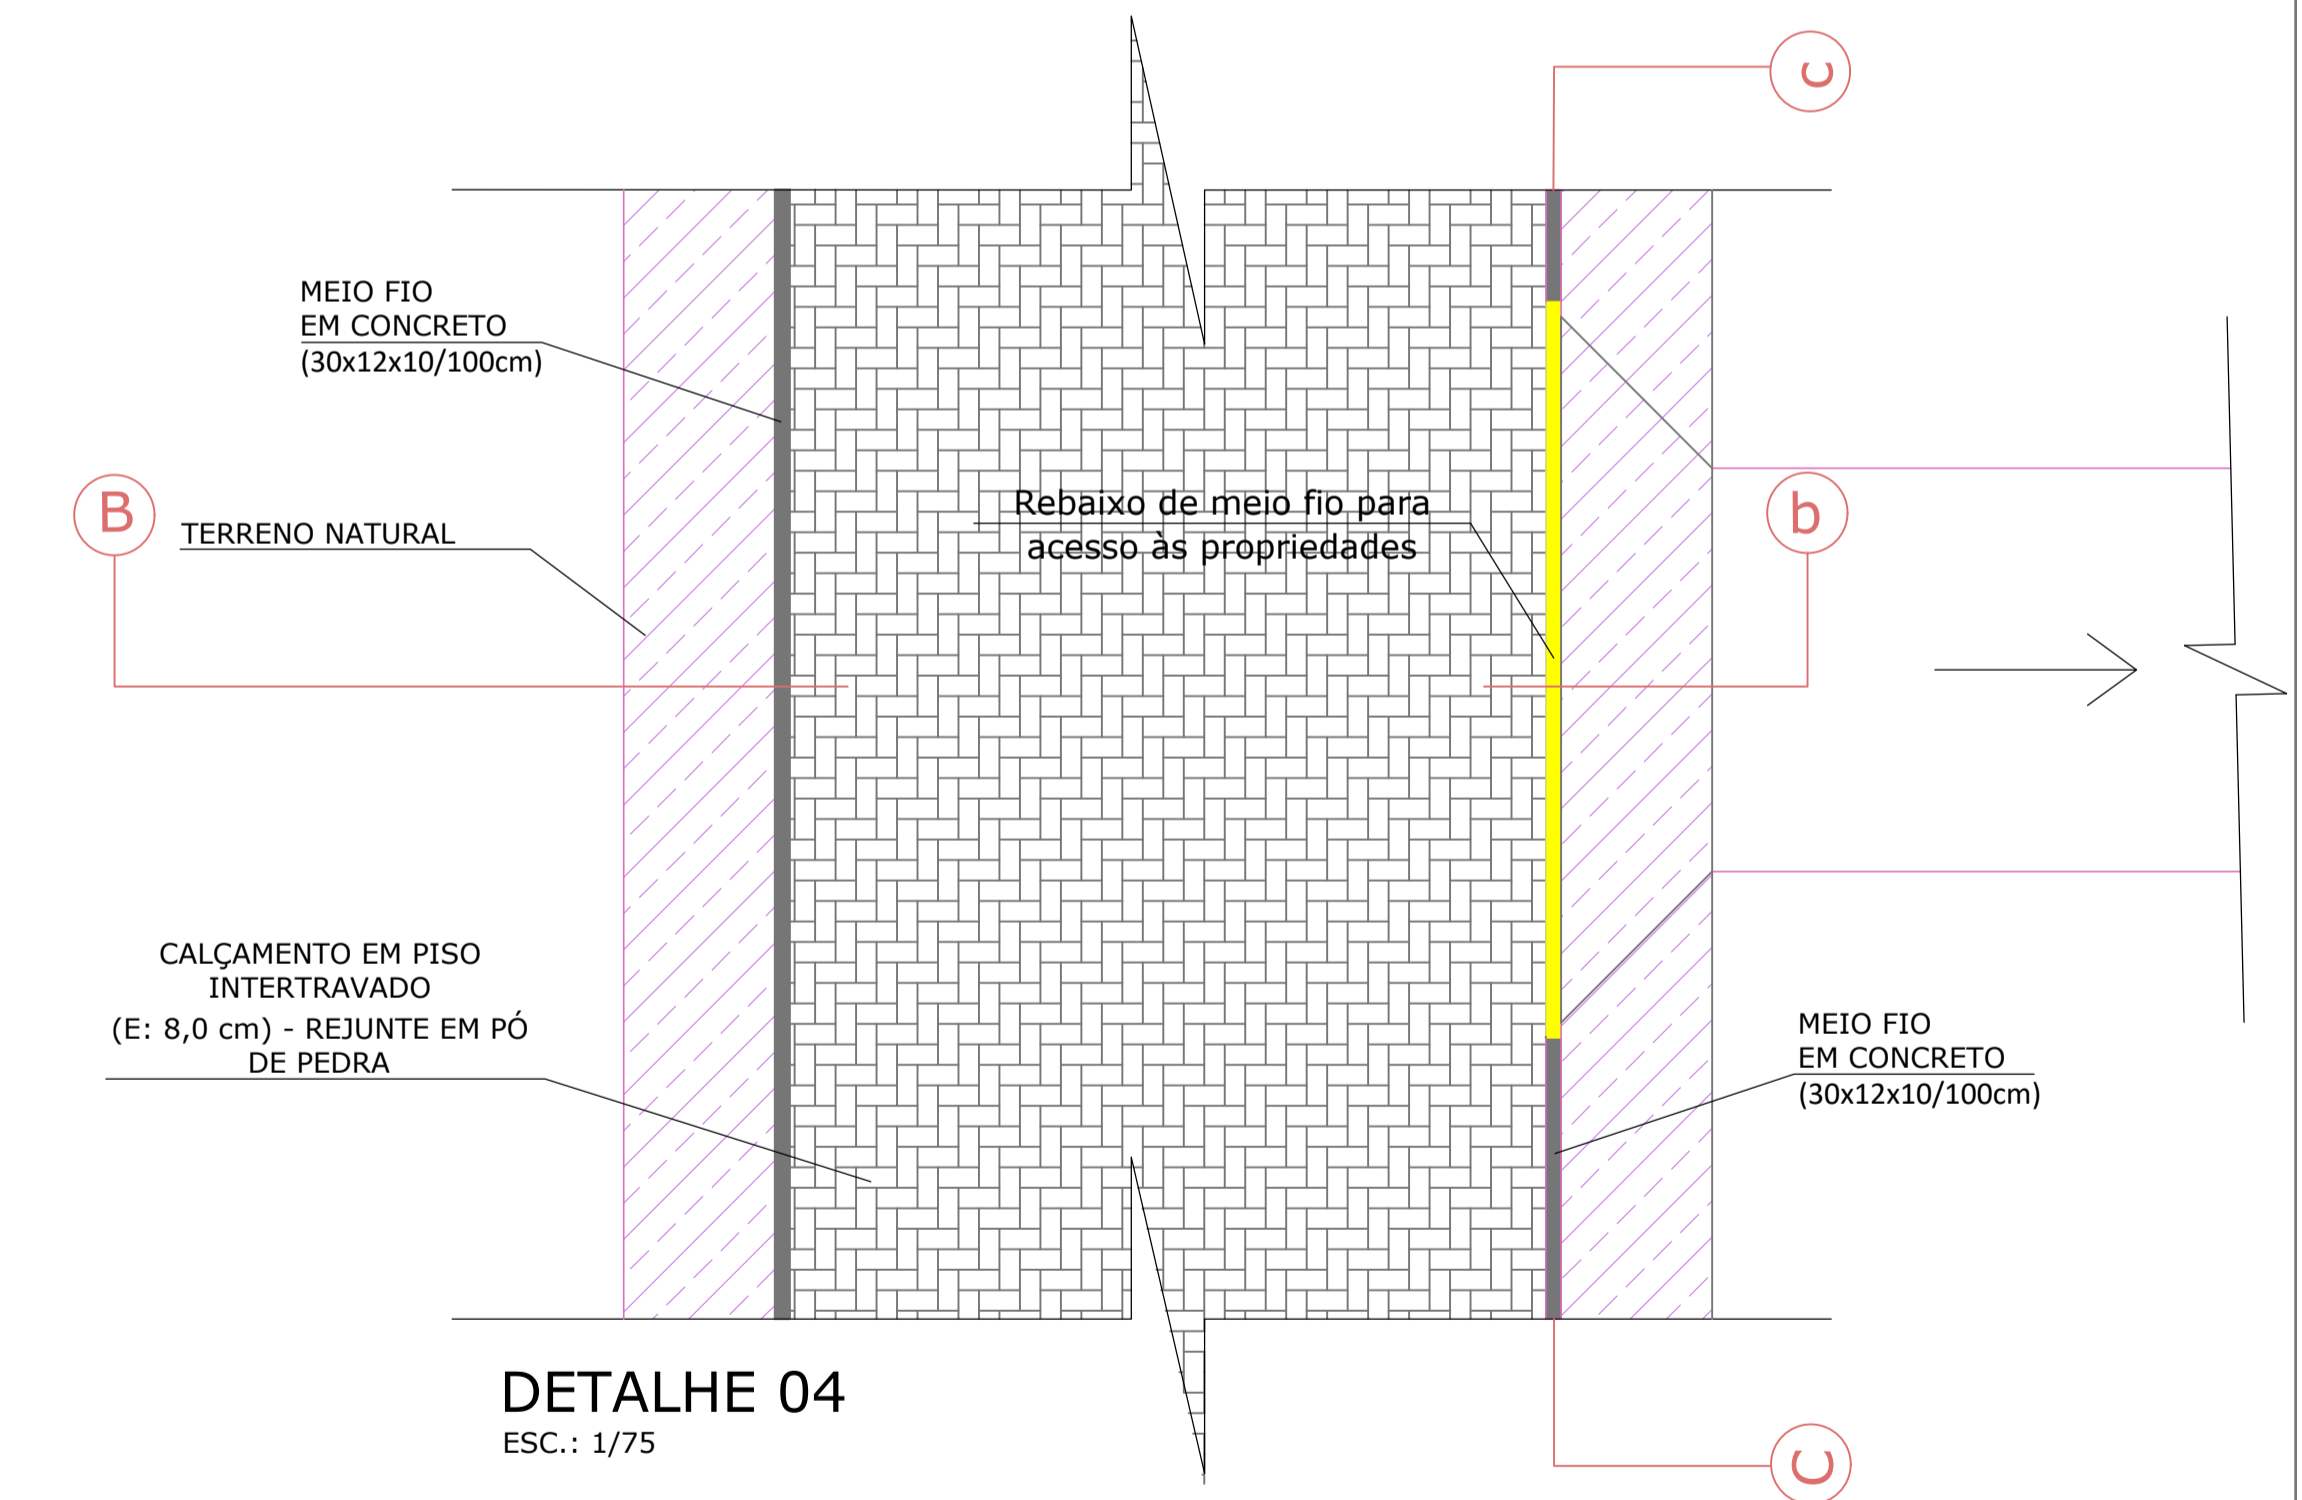 c
MEIO FIO
EM CONCRETO
(30x12x10/100cm)
B
TERRENO NATURAL
Rebaixo de meio fio para
acesso às propriedades
b
CALÇAMENTO EM PISO
INTERTRAVADO
(E: 8,0 cm) - REJUNTE EM PÓ
DE PEDRA
MEIO FIO
EM CONCRETO
(30x12x10/100cm)
DETALHE 04
ESC.: 1/75
C